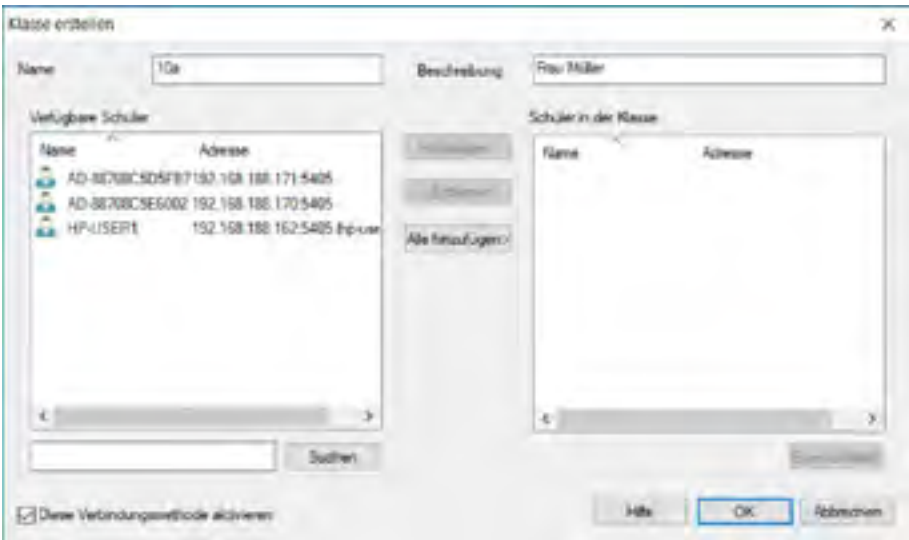 Klasse erstellen
Name
10a
Beschreibung
Frau Müller
Verfügbare Schüler
Name Adresse
AD-88708C5D5FB7 192.168.188.171:5405
AD-88708C5E6002 192.168.188.170:5405
HP-USER1 192.168.188.162:5405
Alle hinzufügen>
Suchen
Schüler in der Klasse
Name Adresse
Diese Verbindungsmethode aktivieren
Hilfe
OK
Abbrechen